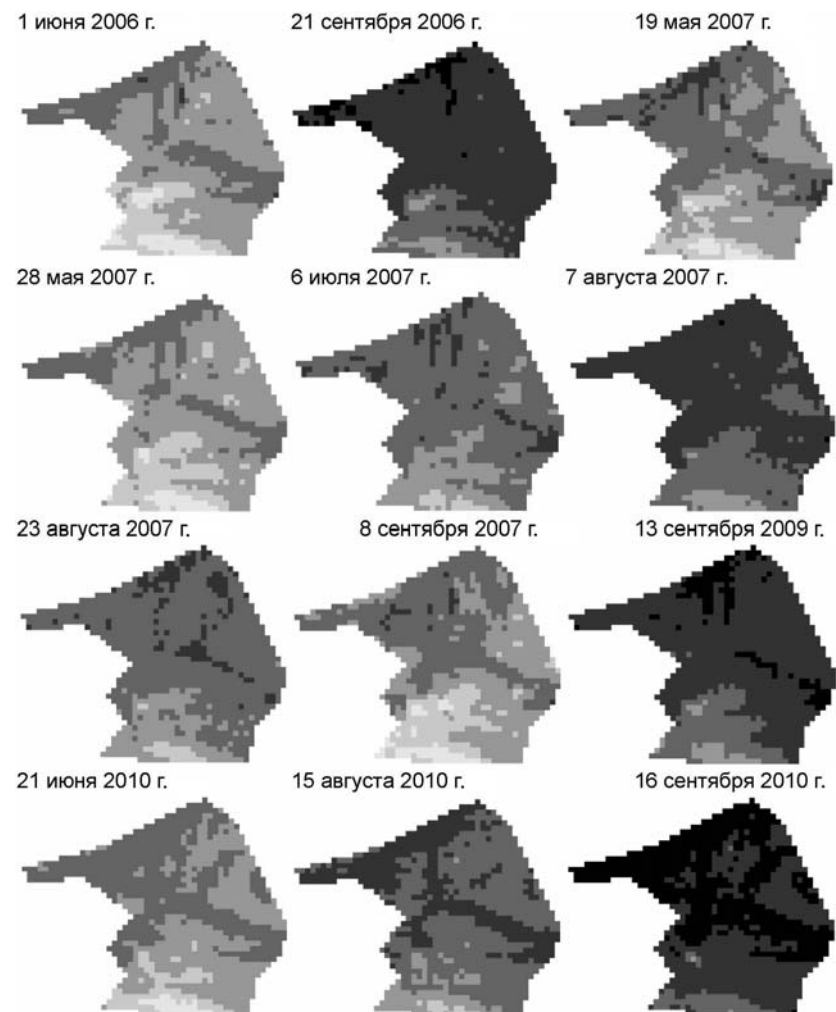 1 июня 2006 г.
21 сентября 2006 г.
19 мая 2007 г.
28 мая 2007 г.
6 июля 2007 г.
7 августа 2007 г.
23 августа 2007 г.
8 сентября 2007 г.
13 сентября 2009 г.
21 июня 2010 г.
15 августа 2010 г.
16 сентября 2010 г.